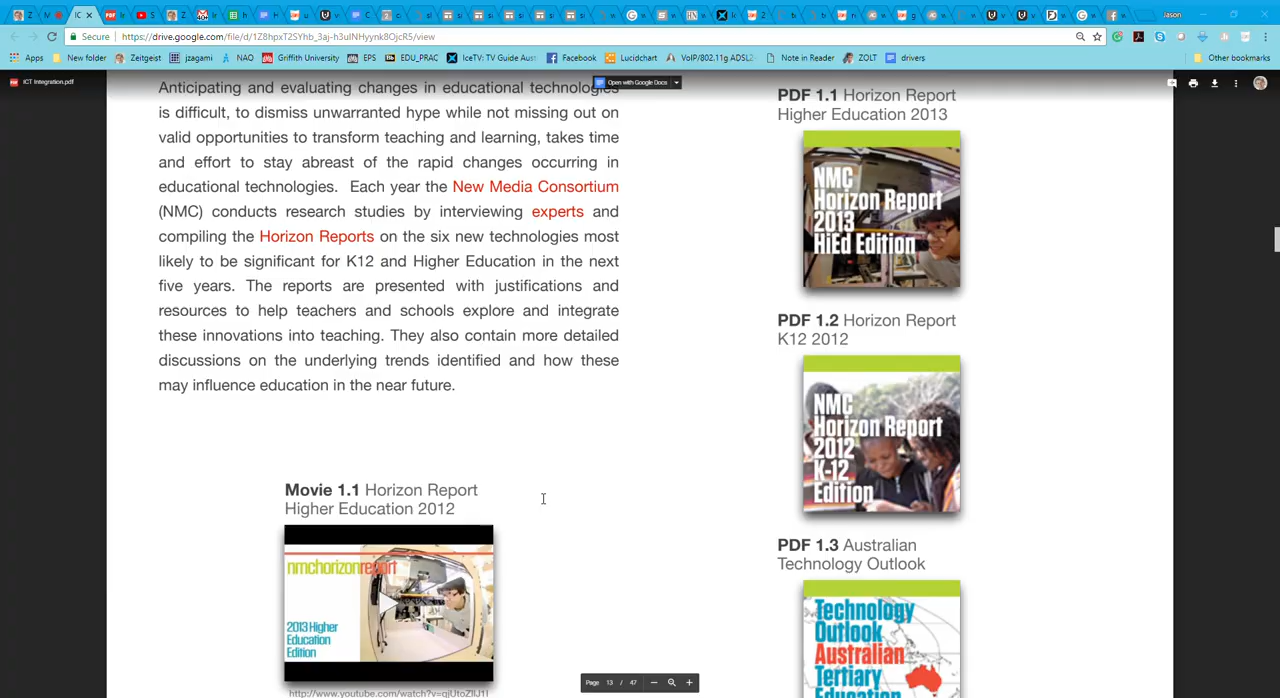 Jason
Secure
https://drive.google.com/file/d/1Z8hpxT2SYhb_3aj-h3uINHyynk8OjcR5/view
Apps
New folder
Zeitgeist
jzagami
NAO
Griffith University
EPS
EDU_PRAC
IceTV: TV Guide Aus
Facebook
Lucidchart
VoIP/802.11g ADSL2
Note in Reader
ZOLT
drivers
Other bookmarks
ICT Integration.pdf
Open with Google Docs
Anticipating and evaluating changes in educational technologies
is difficult, to dismiss unwarranted hype while not missing out on
valid opportunities to transform teaching and learning, takes time
and effort to stay abreast of the rapid changes occurring in
educational technologies. Each year the New Media Consortium
(NMC) conducts research studies by interviewing experts and
compiling the Horizon Reports on the six new technologies most
likely to be significant for K12 and Higher Education in the next
five years. The reports are presented with justifications and
resources to help teachers and schools explore and integrate
these innovations into teaching. They also contain more detailed
discussions on the underlying trends identified and how these
may influence education in the near future.
Movie 1.1 Horizon Report
Higher Education 2012
nmchorizonreport
2013 Higher
Education
Edition
PDF 1.1 Horizon Report
Higher Education 2013
NMC
Horizon Report
2013
HiEd Edition
PDF 1.2 Horizon Report
K12 2012
NMC
Horizon Report
2012
K-12
Edition
PDF 1.3 Australian
Technology Outlook
Technology
Outlook
Australian
Tertiary
Education
Page 13 / 47